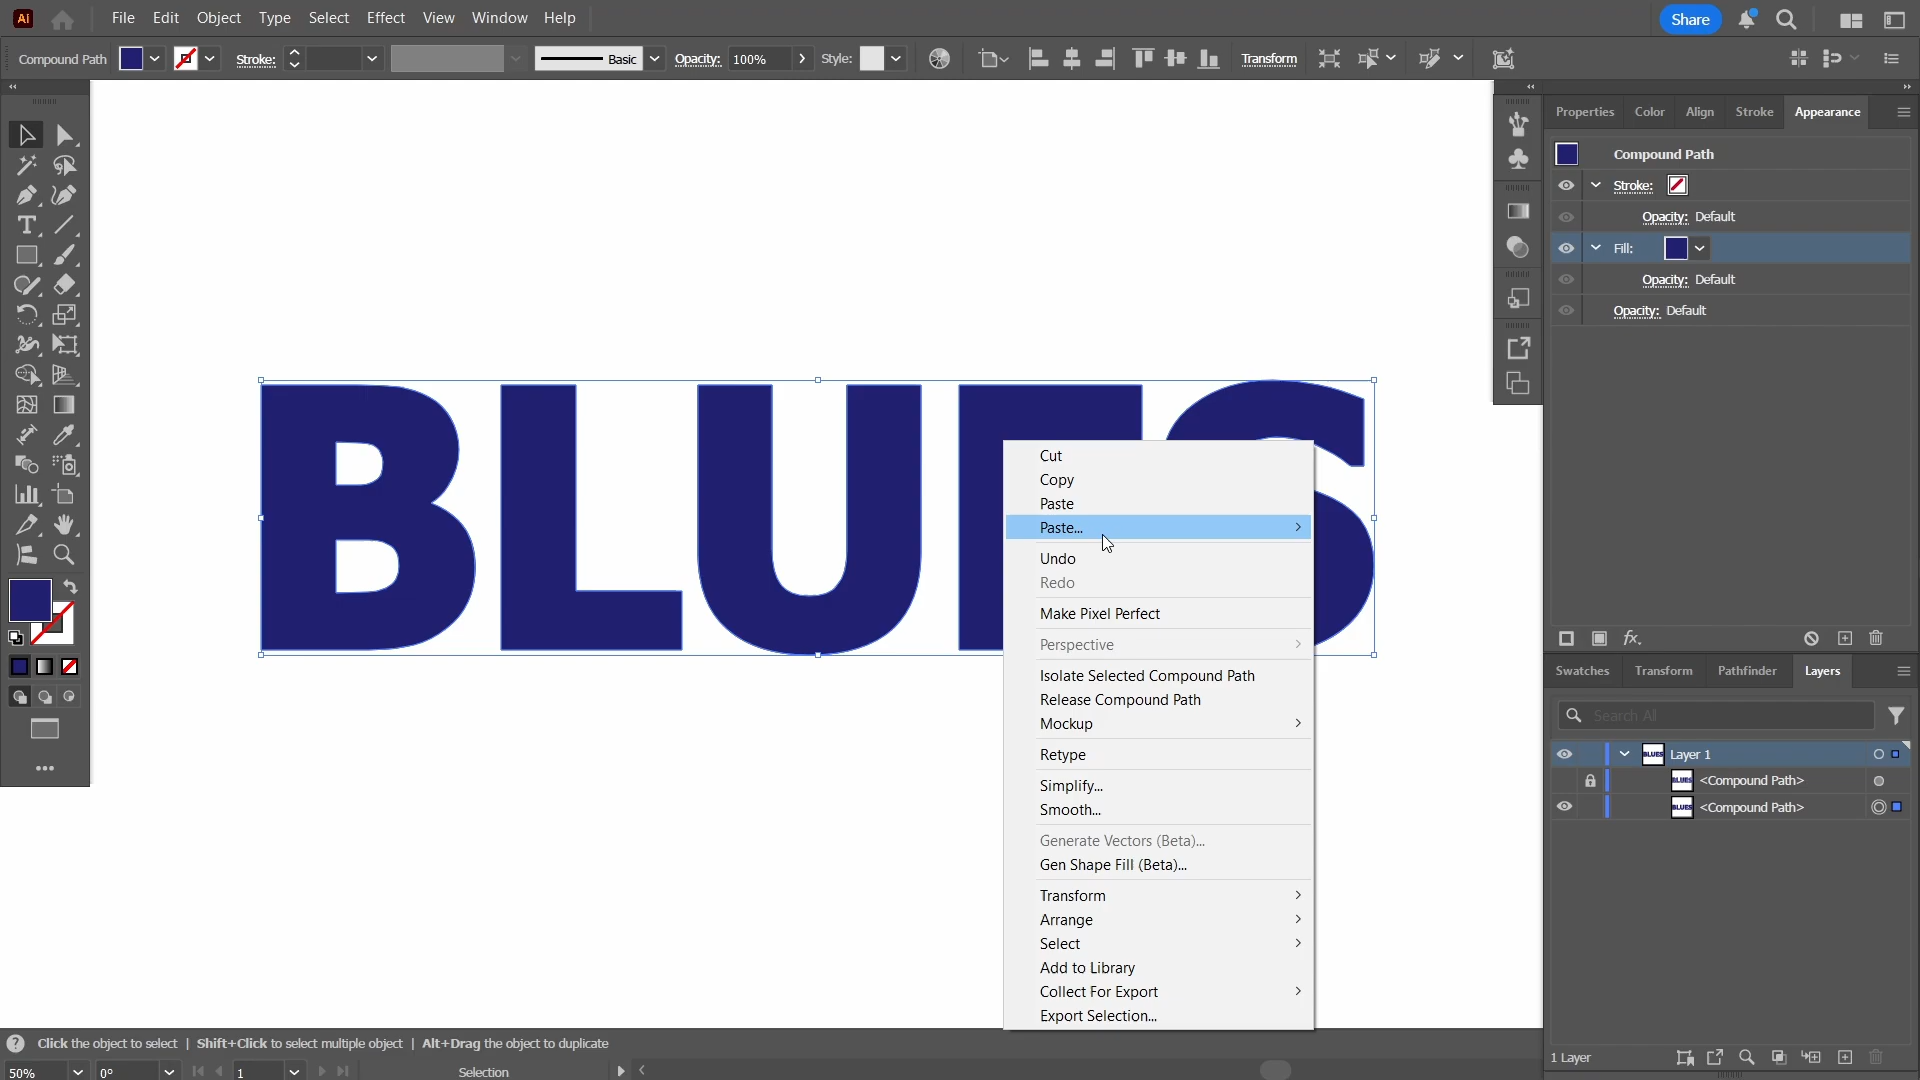 Ai File Edit Object Type Select Effect View Window Help Share
Compound Path Stroke: Basic Opacity: 100% Style: Transform
Properties Color Align Stroke Appearance
Compound Path
Stroke:
Opacity: Default
Fill:
Opacity: Default
Opacity: Default
fx.
BLUES
Cut
Copy
Paste
Paste...
Undo
Redo
Make Pixel Perfect
Perspective
Isolate Selected Compound Path
Release Compound Path
Mockup
Retype
Simplify...
Smooth...
Generate Vectors (Beta)...
Gen Shape Fill (Beta)...
Transform
Arrange
Select
Add to Library
Collect For Export
Export Selection...
Swatches Transform Pathfinder Layers
Search All
BLUES Layer 1
BLUES <Compound Path>
BLUES <Compound Path>
1 Layer
Click the object to select | Shift+Click to select multiple object | Alt+Drag the object to duplicate
50% 0° 1 Selection